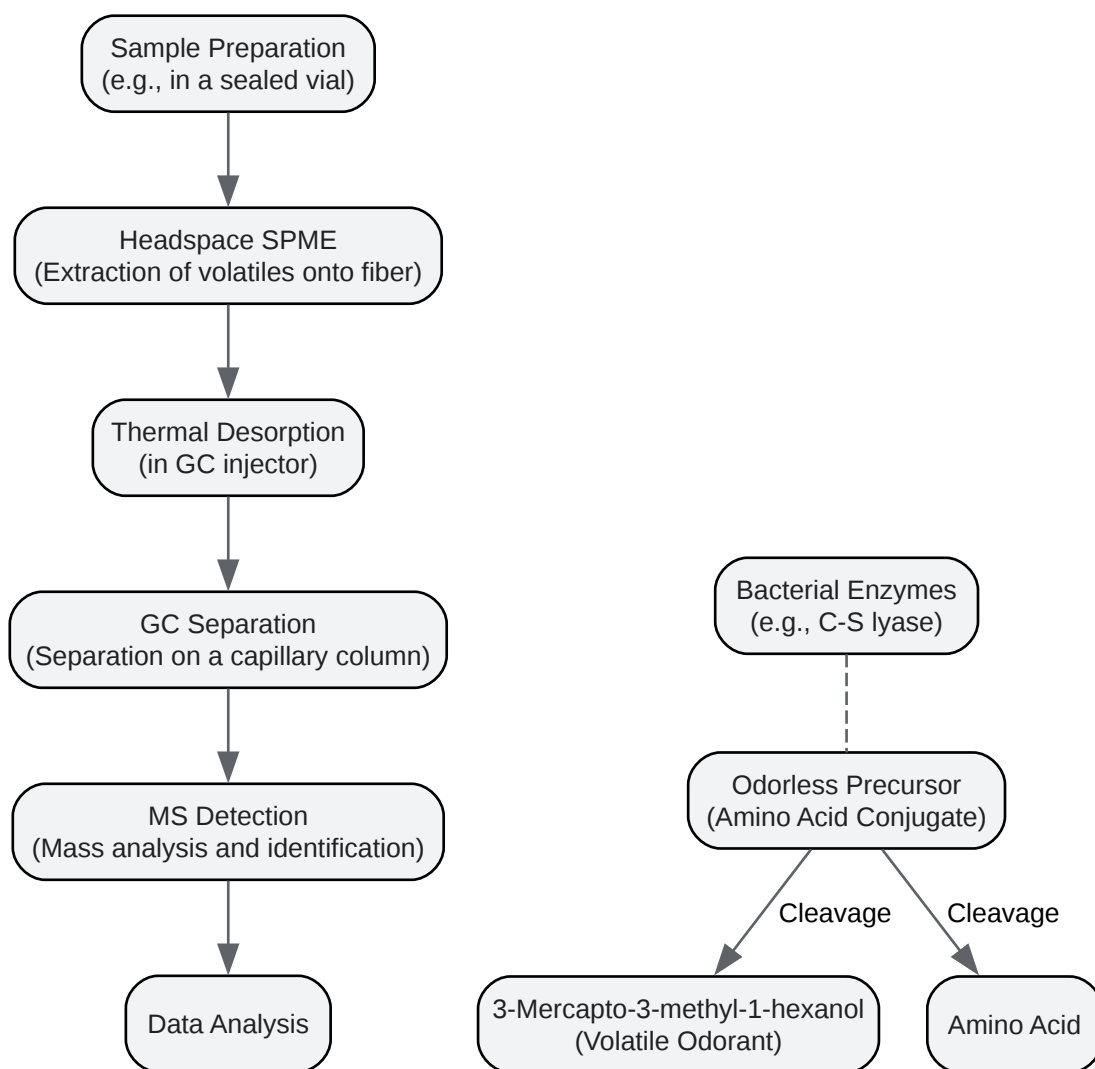 Sample Preparation
(e.g., in a sealed vial)
Headspace SPME
(Extraction of volatiles onto fiber)
Thermal Desorption
(in GC injector)
GC Separation
(Separation on a capillary column)
MS Detection
(Mass analysis and identification)
Data Analysis
Bacterial Enzymes
(e.g., C-S lyase)
Odorless Precursor
(Amino Acid Conjugate)
Cleavage
Cleavage
3-Mercapto-3-methyl-1-hexanol
(Volatile Odorant)
Amino Acid